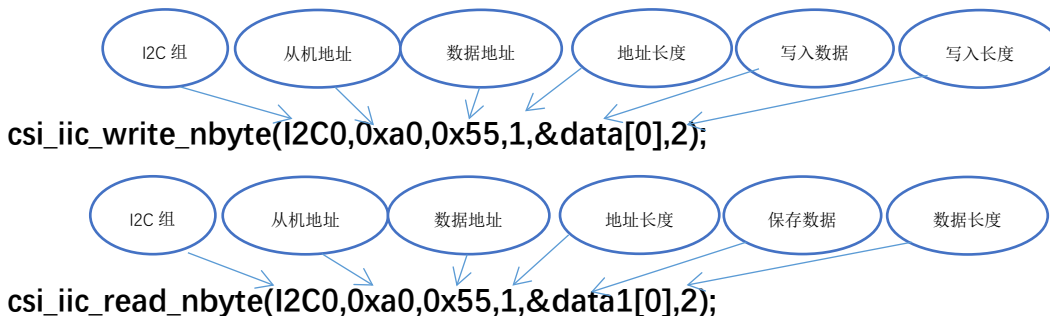 I2C 组 从机地址 数据地址 地址长度 写入数据 写入长度
csi_iic_write_nbyte(I2C0,0xa0,0x55,1,&data[0],2);
I2C 组 从机地址 数据地址 地址长度 保存数据 数据长度
csi_iic_read_nbyte(I2C0,0xa0,0x55,1,&data1[0],2);